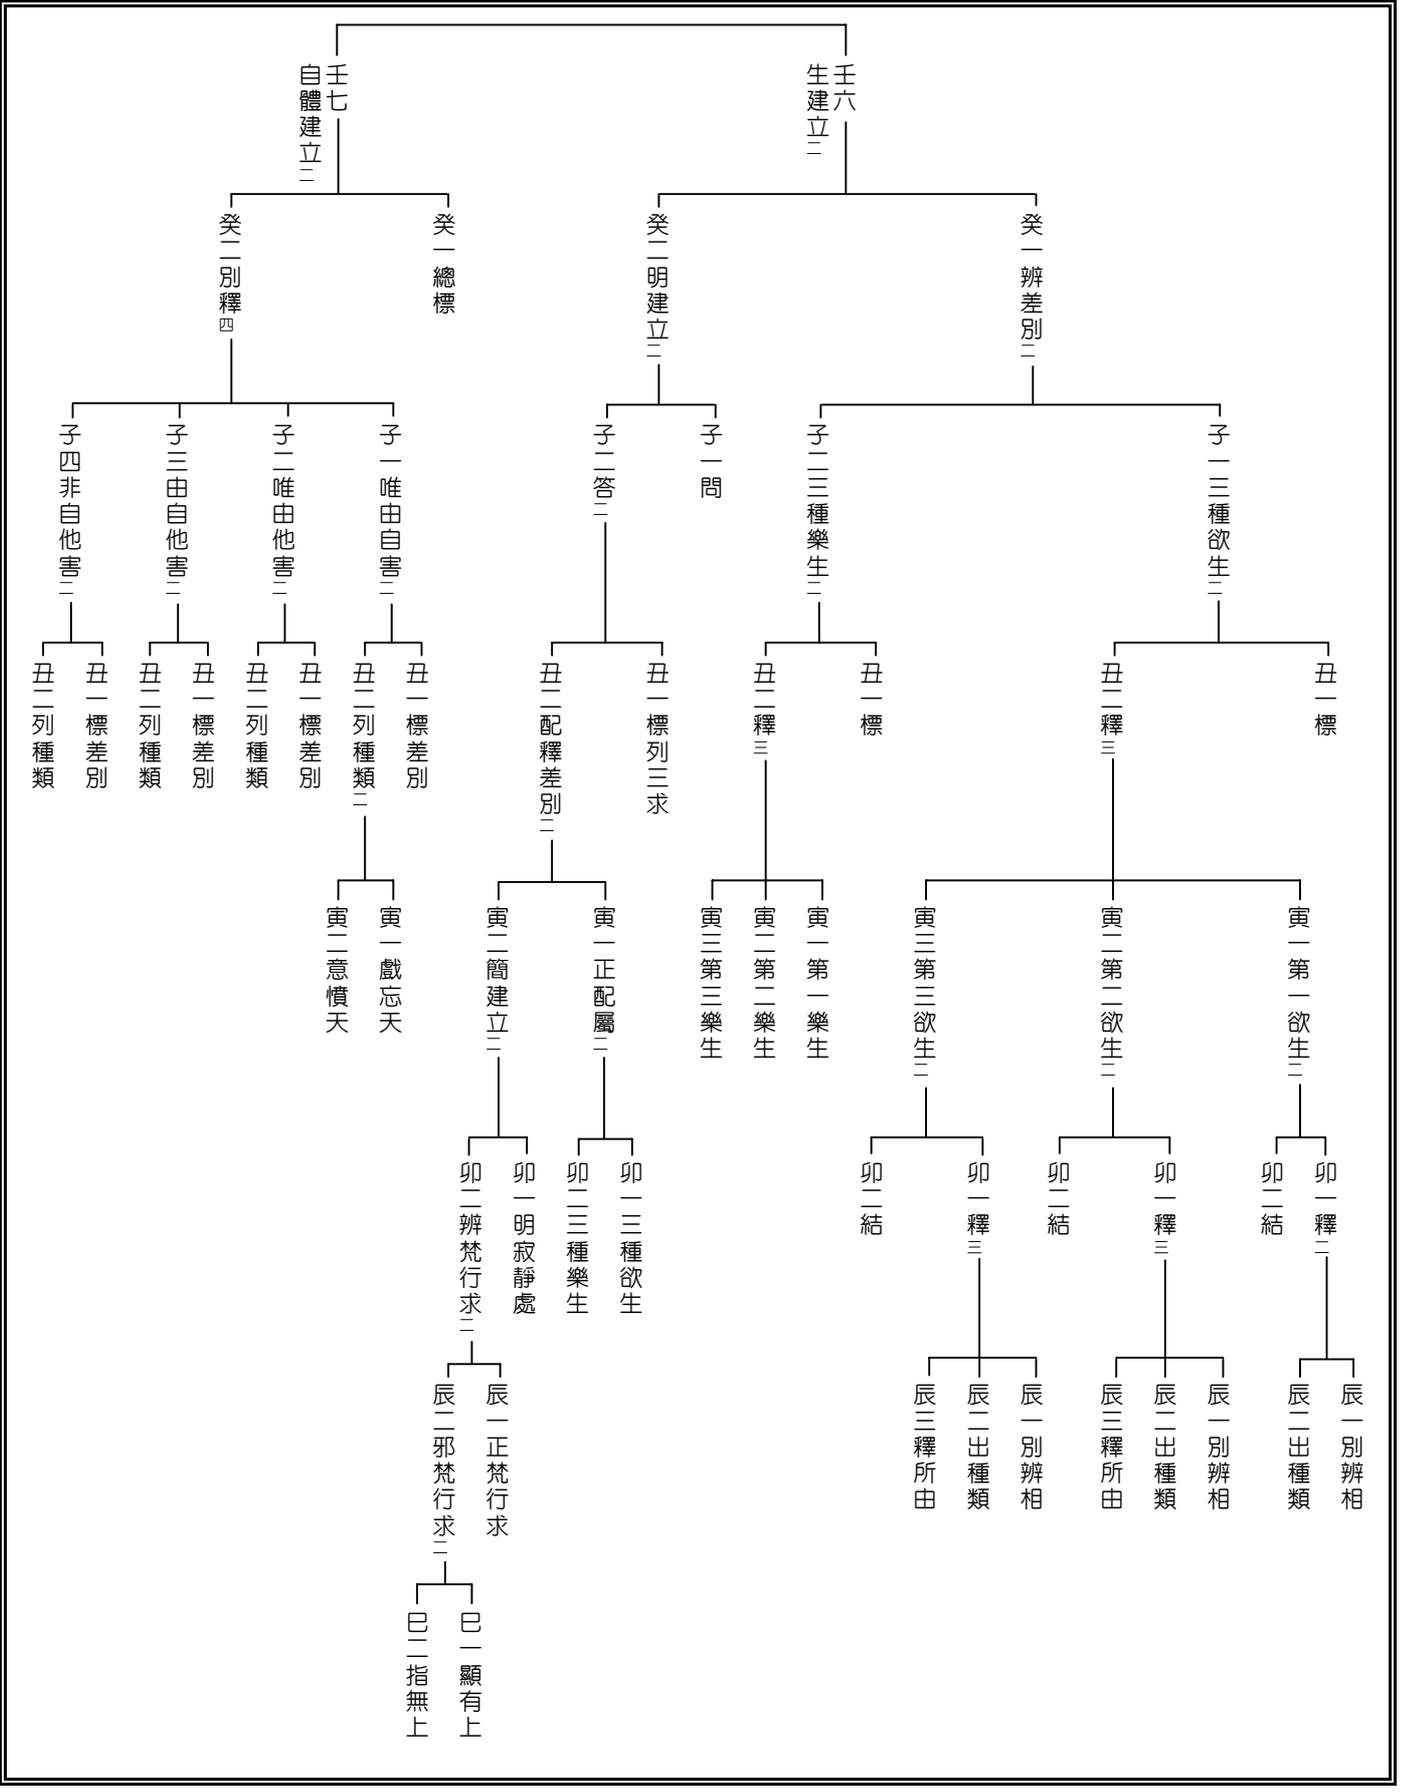 壬六
生建立二
壬七
自體建立二
癸一辨差別二
癸二明建立二
癸一總標
癸二別釋四
子一三種欲生二
子二三種樂生二
子一問
子二答二
子一唯由自害二
子二唯由他害二
子三由自他害二
子四非自他害二
丑一標
丑二釋三
丑一標
丑二釋三
丑一標列三求
丑二配釋差別二
丑一標差別
丑二列種類二
丑一標差別
丑二列種類
丑一標差別
丑二列種類
丑一標差別
丑二列種類
寅一第一欲生二
寅二第二欲生二
寅三第三欲生二
寅一第一樂生
寅二第二樂生
寅三第三樂生
寅一正配屬二
寅二簡建立二
寅一戲忘天
寅二意憤天
卯一釋二
卯二結
卯一釋三
卯二結
卯一釋三
卯二結
卯一三種欲生
卯二三種樂生
卯一明寂靜處
卯二辨梵行求二
辰一別辨相
辰二出種類
辰一別辨相
辰二出種類
辰三釋所由
辰一別辨相
辰二出種類
辰三釋所由
辰一正梵行求
辰二邪梵行求二
巳一顯有上
巳二指無上